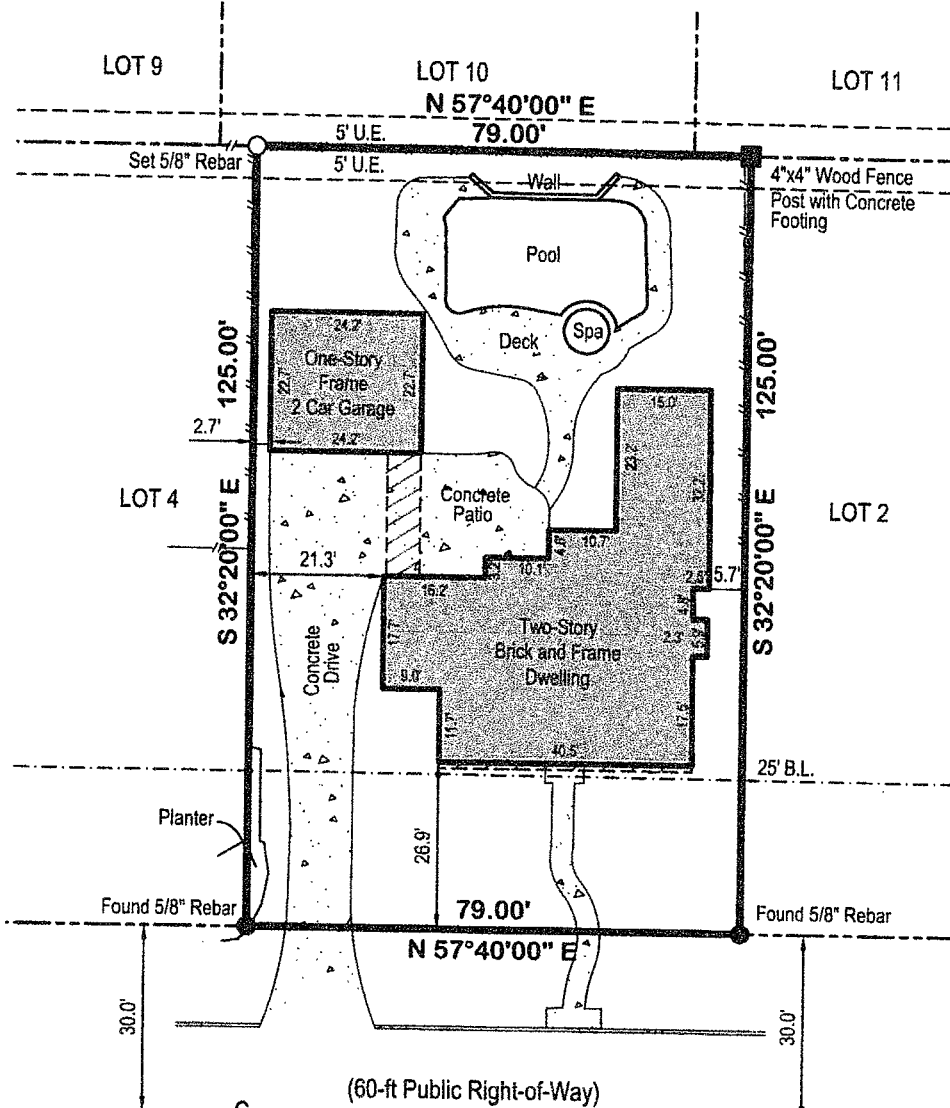 LOT 9
LOT 10
LOT 11
N 57°40'00" E
79.00'
5' U.E.
5' U.E.
Set 5/8" Rebar
4"x4" Wood Fence
Post with Concrete
Footing
Wall
Pool
Deck
Spa
24.2'
One-Story
Frame
2 Car Garage
22.7'
22.7'
24.2'
125.00'
S 32°20'00" E
125.00'
S 32°20'00" E
2.7'
15.0'
23.2'
32.2'
LOT 4
LOT 2
Concrete
Patio
21.3'
16.2'
3.2'
10.1'
4.6'
10.7'
5.7'
17.7'
9.0'
11.7'
Two-Story
Brick and Frame
Dwelling
2.3'
17.5'
40.5'
Concrete
Drive
25' B.L.
Planter
26.9'
Found 5/8" Rebar
79.00'
N 57°40'00" E
Found 5/8" Rebar
30.0'
30.0'
(60-ft Public Right-of-Way)